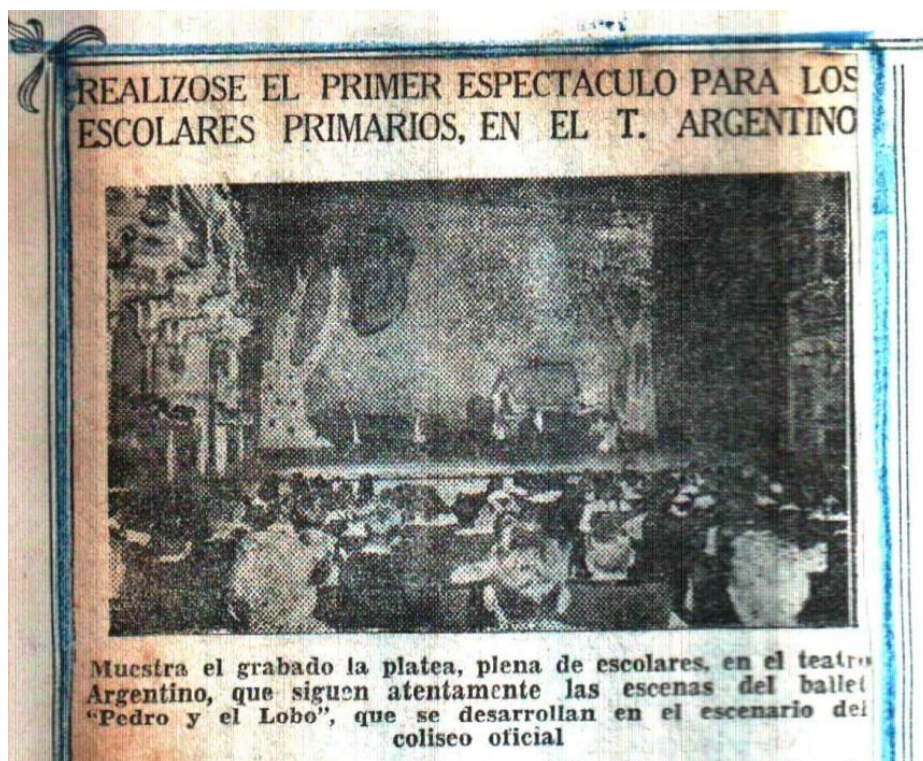 REALIZOSE EL PRIMER ESPECTACULO PARA LOS
ESCOLARES PRIMARIOS, EN EL T. ARGENTINO
Muestra el grabado la platea, plena de escolares, en el teatro
Argentino, que siguen atentamente las escenas del ballet
“Pedro y el Lobo”, que se desarrollan en el escenario del
coliseo oficial